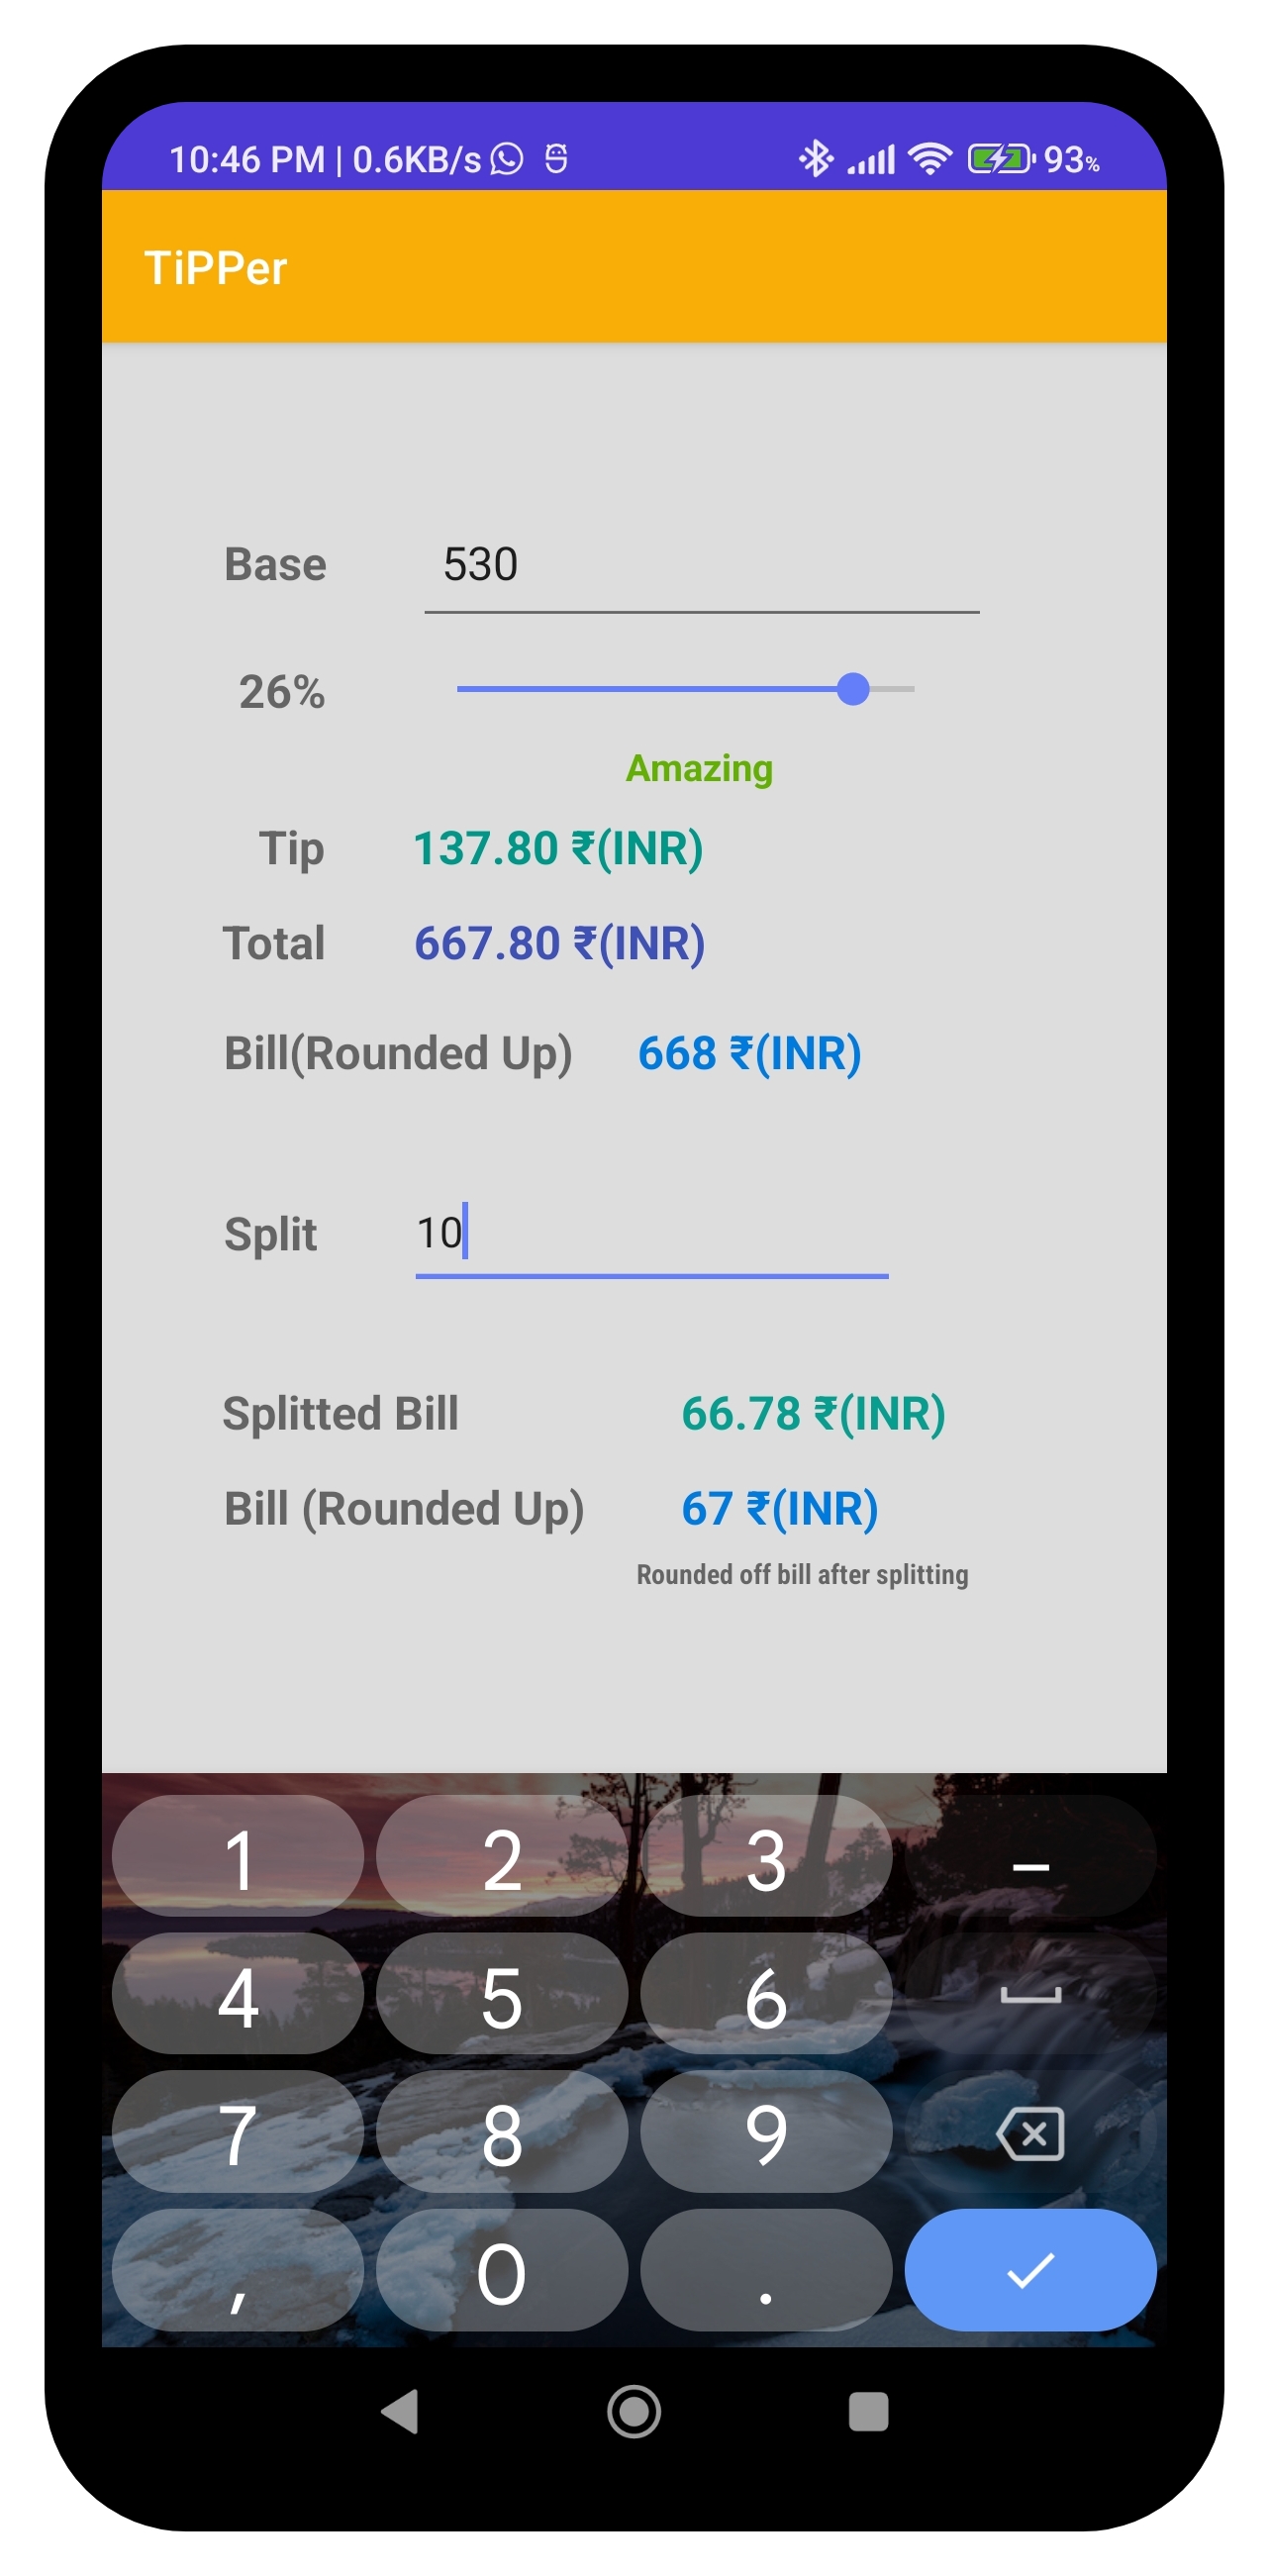 10:46 PM | 0.6KB/s 93%
TiPPer
Base 530
26%
Amazing
Tip 137.80 ₹(INR)
Total 667.80 ₹(INR)
Bill(Rounded Up) 668 ₹(INR)
Split 10
Splitted Bill 66.78 ₹(INR)
Bill (Rounded Up) 67 ₹(INR)
Rounded off bill after splitting
1 2 3 –
4 5 6
7 8 9
, 0 .